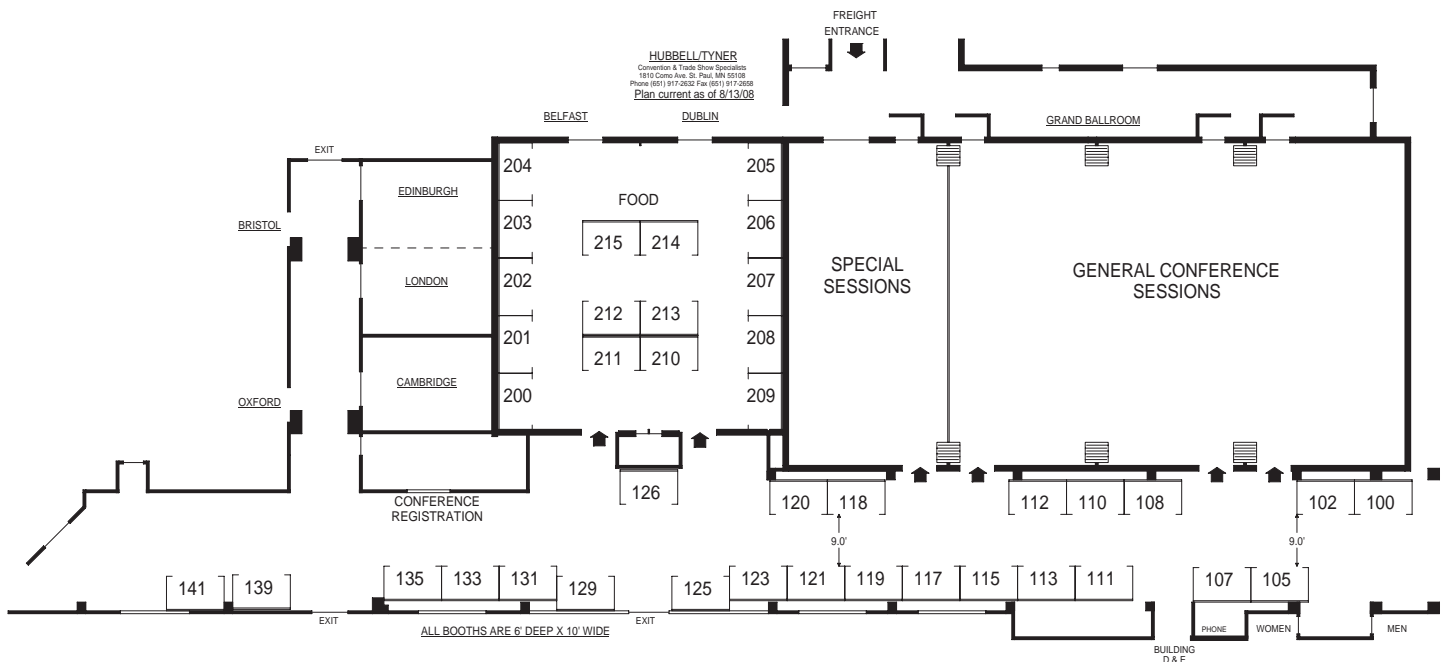 FREIGHT
ENTRANCE
HUBBELL/TYNER
Convention & Trade Show Specialists
1810 Como Ave. St. Paul, MN 55108
Phone (651) 917-2632 Fax (651) 917-2658
Plan current as of 8/13/08
BELFAST
DUBLIN
GRAND BALLROOM
EXIT
EDINBURGH
BRISTOL
LONDON
CAMBRIDGE
OXFORD
204
203
202
201
200
FOOD
215 214
212 213
211 210
205
206
207
208
209
SPECIAL
SESSIONS
GENERAL CONFERENCE
SESSIONS
CONFERENCE
REGISTRATION
126
120 118
112 110 108
102 100
9.0'
9.0'
141 139
135 133 131 129
125 123 121 119 117 115 113 111
107 105
EXIT
ALL BOOTHS ARE 6' DEEP X 10' WIDE
EXIT
BUILDING
D & E
PHONE
WOMEN
MEN